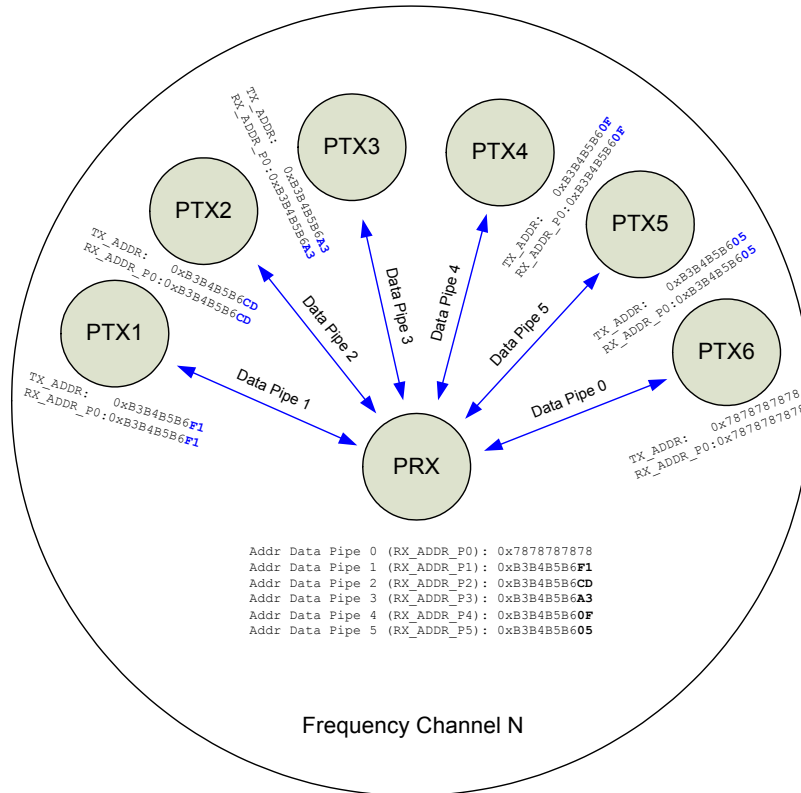 PTX3
PTX4
PTX2
PTX5
PTX1
PTX6
TX_ADDR: 0xB3B4B5B6A3
RX_ADDR_P0:0xB3B4B5B6A3
TX_ADDR: 0xB3B4B5B60F
RX_ADDR_P0:0xB3B4B5B60F
TX_ADDR: 0xB3B4B5B6CD
RX_ADDR_P0:0xB3B4B5B6CD
TX_ADDR: 0xB3B4B5B605
RX_ADDR_P0:0xB3B4B5B605
TX_ADDR: 0xB3B4B5B6F1
RX_ADDR_P0:0xB3B4B5B6F1
TX_ADDR: 0x7878787878
RX_ADDR_P0:0x7878787878
Data Pipe 1
Data Pipe 2
Data Pipe 3
Data Pipe 4
Data Pipe 5
Data Pipe 0
PRX
Addr Data Pipe 0 (RX_ADDR_P0): 0x7878787878
Addr Data Pipe 1 (RX_ADDR_P1): 0xB3B4B5B6F1
Addr Data Pipe 2 (RX_ADDR_P2): 0xB3B4B5B6CD
Addr Data Pipe 3 (RX_ADDR_P3): 0xB3B4B5B6A3
Addr Data Pipe 4 (RX_ADDR_P4): 0xB3B4B5B60F
Addr Data Pipe 5 (RX_ADDR_P5): 0xB3B4B5B605
Frequency Channel N